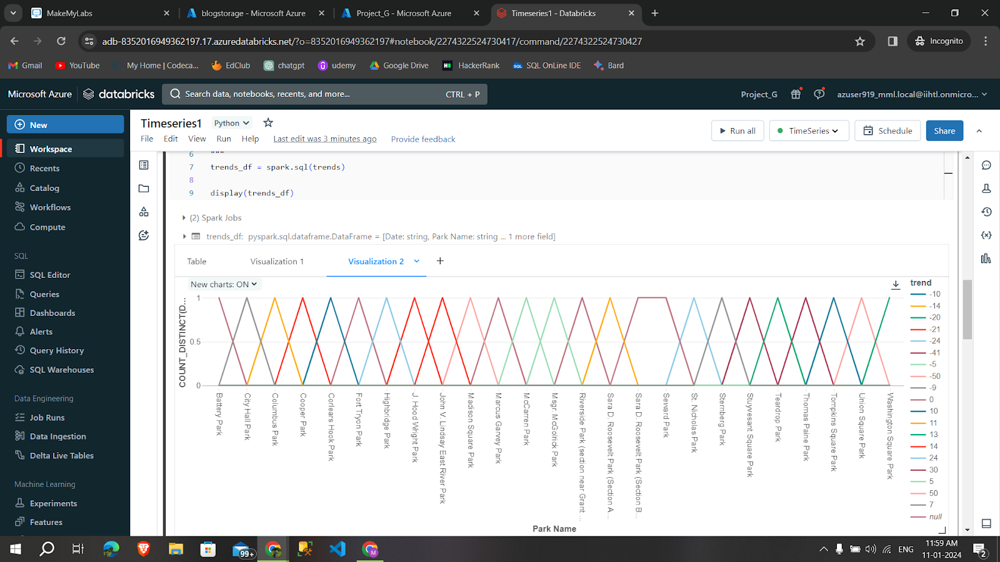 MakeMyLabs
blogstorage - Microsoft Azure
Project_G - Microsoft Azure
Timeseries1 - Databricks
adb-8352016949362197.17.azuredatabricks.net/?o=8352016949362197#notebook/2274322524730417/command/2274322524730427
Incognito
Gmail
YouTube
My Home | Codeca...
EdClub
chatgpt
udemy
Google Drive
HackerRank
SQL OnLine IDE
Bard
Microsoft Azure
databricks
Search data, notebooks, recents, and more...
CTRL + P
Project_G
azuser919_mml.local@iihtl.onmicro...
New
Workspace
Recents
Catalog
Workflows
Compute
SQL
SQL Editor
Queries
Dashboards
Alerts
Query History
SQL Warehouses
Data Engineering
Job Runs
Data Ingestion
Delta Live Tables
Machine Learning
Experiments
Features
Timeseries1
Python
File
Edit
View
Run
Help
Last edit was 3 minutes ago
Provide feedback
Run all
TimeSeries
Schedule
Share
6 """
7 trends_df = spark.sql(trends)
8
9 display(trends_df)
(2) Spark Jobs
trends_df: pyspark.sql.dataframe.DataFrame = [Date: string, Park Name: string ... 1 more field]
Table
Visualization 1
Visualization 2
New charts: ON
COUNT_DISTINCT(D...
1
0.5
0
Battery Park
City Hall Park
Columbus Park
Cooper Park
Corlears Hook Park
Fort Tryon Park
Highbridge Park
J. Hood Wright Park
John V. Lindsay East River Park
Madison Square Park
Marcus Garvey Park
McCarren Park
Msgr. McGolrick Park
Riverside Park (section near Grant ...
Sara D. Roosevelt Park (Section A...
Sara D. Roosevelt Park (Section B...
Seward Park
St. Nicholas Park
Sternberg Park
Stuyvesant Square Park
Teardrop Park
Thomas Paine Park
Tompkins Square Park
Union Square Park
Washington Square Park
Park Name
trend
-10
-14
-20
-21
-24
-41
-5
-50
-9
0
10
11
13
14
24
30
5
50
7
null
99+
ENG
11:59 AM
11-01-2024
2